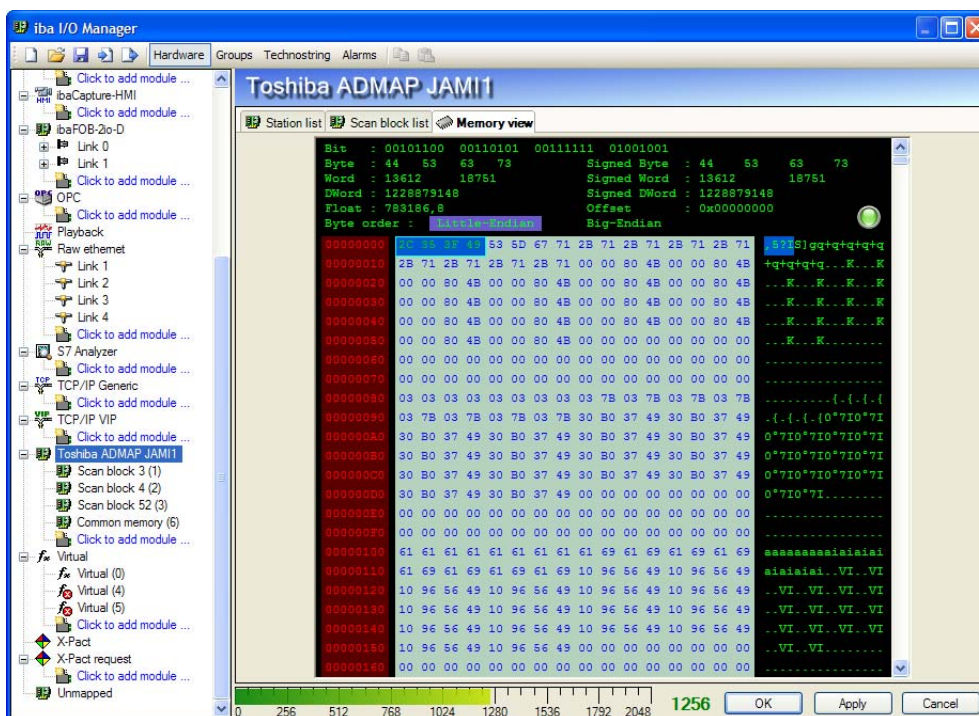 iba I/O Manager
Hardware Groups Technostring Alarms
Click to add module ...
ibaCapture-HMI
Click to add module ...
ibaFOB-2io-D
Link 0
Link 1
Click to add module ...
OPC
Click to add module ...
Playback
Raw ethernet
Link 1
Link 2
Link 3
Link 4
Click to add module ...
S7 Analyzer
Click to add module ...
TCP/IP Generic
Click to add module ...
TCP/IP VIP
Click to add module ...
Toshiba ADMAP JAMI1
Scan block 3 (1)
Scan block 4 (2)
Scan block 52 (3)
Common memory (6)
Click to add module ...
Virtual
Virtual (0)
Virtual (4)
Virtual (5)
Click to add module ...
X-Pact
X-Pact request
Click to add module ...
Unmapped
Toshiba ADMAP JAMI1
Station list Scan block list Memory view
Bit : 00101100 00110101 00111111 01001001
Byte : 44 53 63 73 Signed Byte : 44 53 63 73
Word : 13612 18751 Signed Word : 13612 18751
DWord : 1228879148 Signed DWord : 1228879148
Float : 783186,8 Offset : 0x00000000
Byte order : Little-Endian Big-Endian
00000000 2C 35 3F 49 53 5D 67 71 2B 71 2B 71 2B 71 2B 71 ,5?IS]gq+q+q+q+q
00000010 2B 71 2B 71 2B 71 2B 71 00 00 80 4B 00 00 80 4B +q+q+q+q...K...K
00000020 00 00 80 4B 00 00 80 4B 00 00 80 4B 00 00 80 4B ...K...K...K...K
00000030 00 00 80 4B 00 00 80 4B 00 00 80 4B 00 00 80 4B ...K...K...K...K
00000040 00 00 80 4B 00 00 80 4B 00 00 80 4B 00 00 80 4B ...K...K...K...K
00000050 00 00 80 4B 00 00 80 4B 00 00 00 00 00 00 00 00 ...K...K........
00000060 00 00 00 00 00 00 00 00 00 00 00 00 00 00 00 00 ................
00000070 00 00 00 00 00 00 00 00 00 00 00 00 00 00 00 00 ................
00000080 03 03 03 03 03 03 03 03 03 7B 03 7B 03 7B 03 7B .........{.{.{.{
00000090 03 7B 03 7B 03 7B 03 7B 30 B0 37 49 30 B0 37 49 .{.{.{.{0°7I0°7I
000000A0 30 B0 37 49 30 B0 37 49 30 B0 37 49 30 B0 37 49 0°7I0°7I0°7I0°7I
000000B0 30 B0 37 49 30 B0 37 49 30 B0 37 49 30 B0 37 49 0°7I0°7I0°7I0°7I
000000C0 30 B0 37 49 30 B0 37 49 30 B0 37 49 30 B0 37 49 0°7I0°7I0°7I0°7I
000000D0 30 B0 37 49 30 B0 37 49 00 00 00 00 00 00 00 00 0°7I0°7I........
000000E0 00 00 00 00 00 00 00 00 00 00 00 00 00 00 00 00 ................
000000F0 00 00 00 00 00 00 00 00 00 00 00 00 00 00 00 00 ................
00000100 61 61 61 61 61 61 61 61 61 69 61 69 61 69 61 69 aaaaaaaaaiaiaiai
00000110 61 69 61 69 61 69 61 69 10 96 56 49 10 96 56 49 aiaiaiai..VI..VI
00000120 10 96 56 49 10 96 56 49 10 96 56 49 10 96 56 49 ..VI..VI..VI..VI
00000130 10 96 56 49 10 96 56 49 10 96 56 49 10 96 56 49 ..VI..VI..VI..VI
00000140 10 96 56 49 10 96 56 49 10 96 56 49 10 96 56 49 ..VI..VI..VI..VI
00000150 10 96 56 49 10 96 56 49 00 00 00 00 00 00 00 00 ..VI..VI........
00000160 00 00 00 00 00 00 00 00 00 00 00 00 00 00 00 00 ................
0 256 512 768 1024 1280 1536 1792 2048 1256 OK Apply Cancel